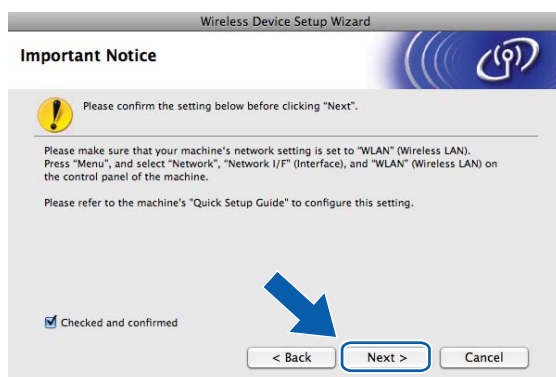 Wireless Device Setup Wizard
Important Notice
Please confirm the setting below before clicking "Next".
Please make sure that your machine's network setting is set to "WLAN" (Wireless LAN).
Press "Menu", and select "Network", "Network I/F" (Interface), and "WLAN" (Wireless LAN) on
the control panel of the machine.
Please refer to the machine's "Quick Setup Guide" to configure this setting.
Checked and confirmed
< Back Next > Cancel